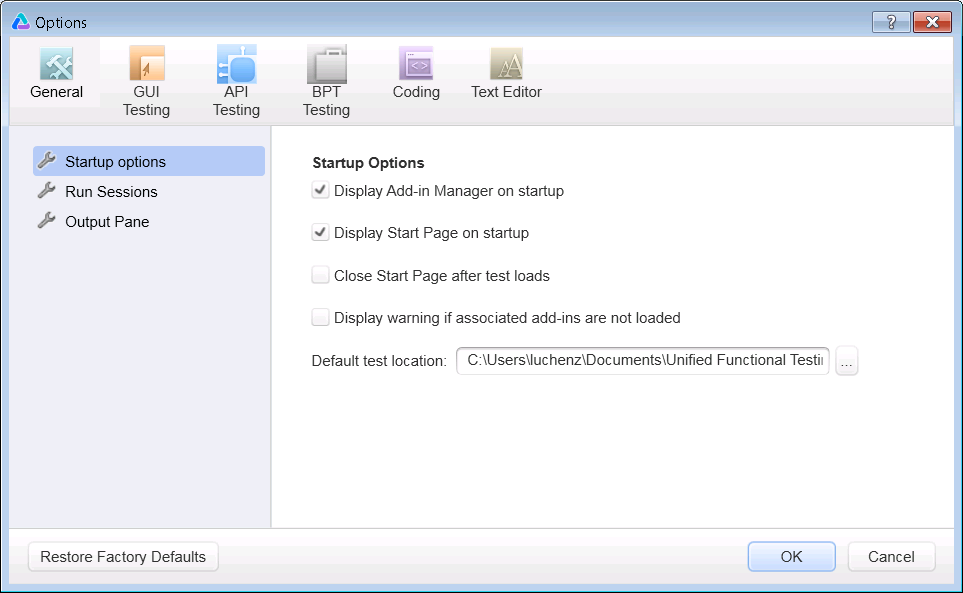 Options
General
GUI
Testing
API
Testing
BPT
Testing
Coding
Text Editor
Startup options
Run Sessions
Output Pane
Startup Options
Display Add-in Manager on startup
Display Start Page on startup
Close Start Page after test loads
Display warning if associated add-ins are not loaded
Default test location: C:\Users\luchenz\Documents\Unified Functional Testin ...
Restore Factory Defaults
OK
Cancel